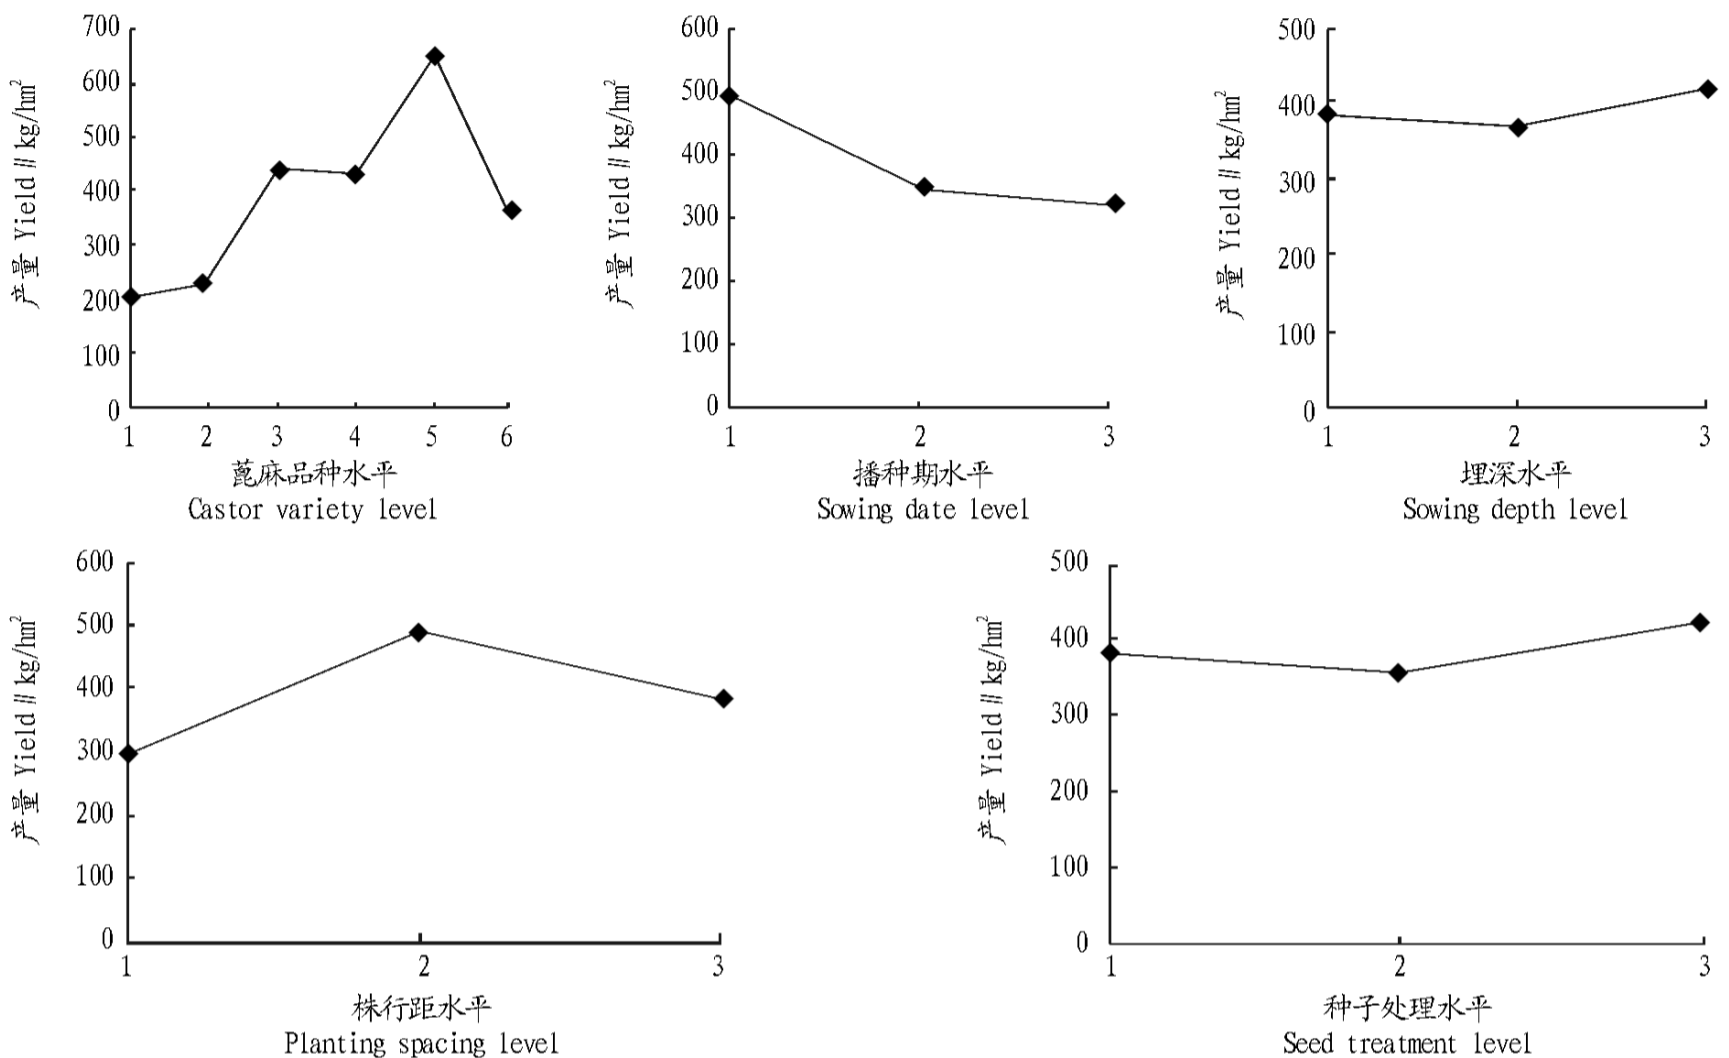 产量 Yield // kg/hm²
700
600
500
400
300
200
100
0
1 2 3 4 5 6
蓖麻品种水平
Castor variety level
产量 Yield // kg/hm²
600
500
400
300
200
100
0
1 2 3
播种期水平
Sowing date level
产量 Yield // kg/hm²
500
400
300
200
100
0
1 2 3
埋深水平
Sowing depth level
产量 Yield // kg/hm²
600
500
400
300
200
100
0
1 2 3
株行距水平
Planting spacing level
产量 Yield // kg/hm²
500
400
300
200
100
0
1 2 3
种子处理水平
Seed treatment level